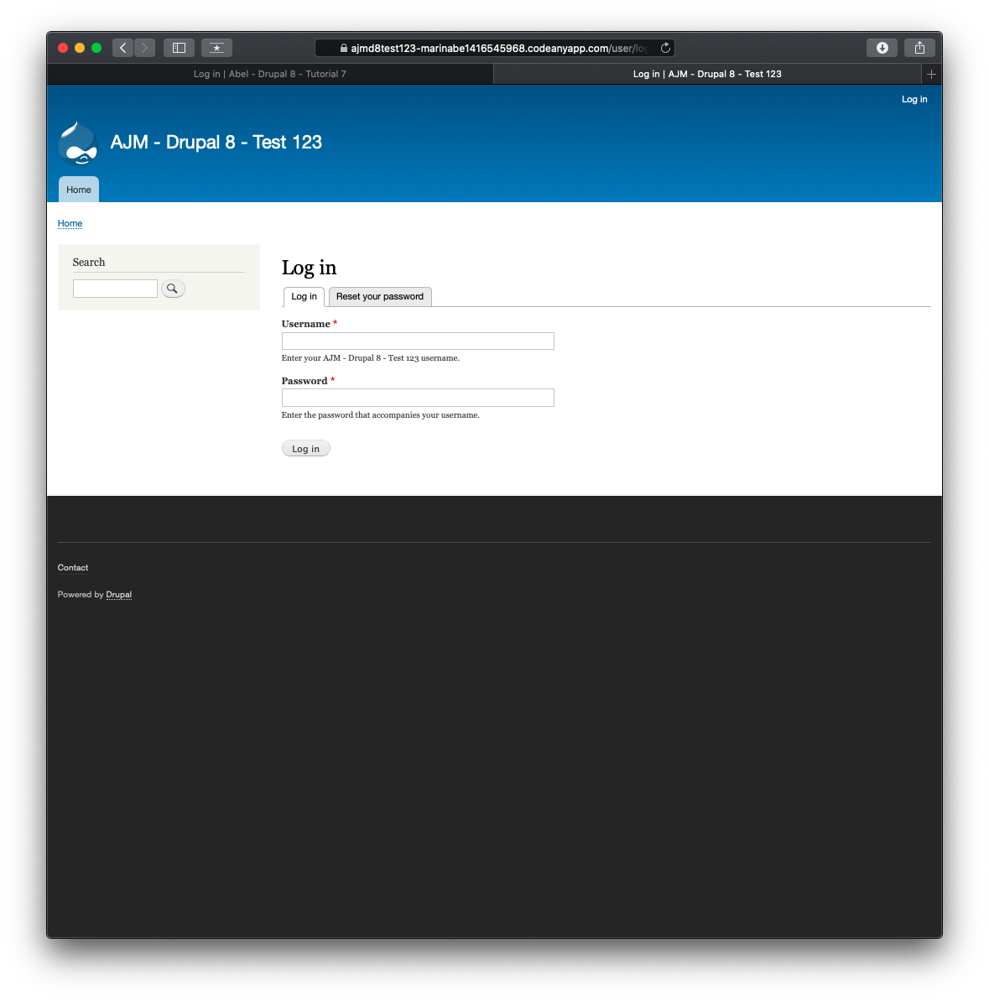 ajmd8test123-marinabe1416545968.codeanyapp.com/user/log
Log in | Abel - Drupal 8 - Tutorial 7
Log in | AJM - Drupal 8 - Test 123
Log in
AJM - Drupal 8 - Test 123
Home
Home
Search
Log in
Log in
Reset your password
Username *
Enter your AJM - Drupal 8 - Test 123 username.
Password *
Enter the password that accompanies your username.
Log in
Contact
Powered by Drupal